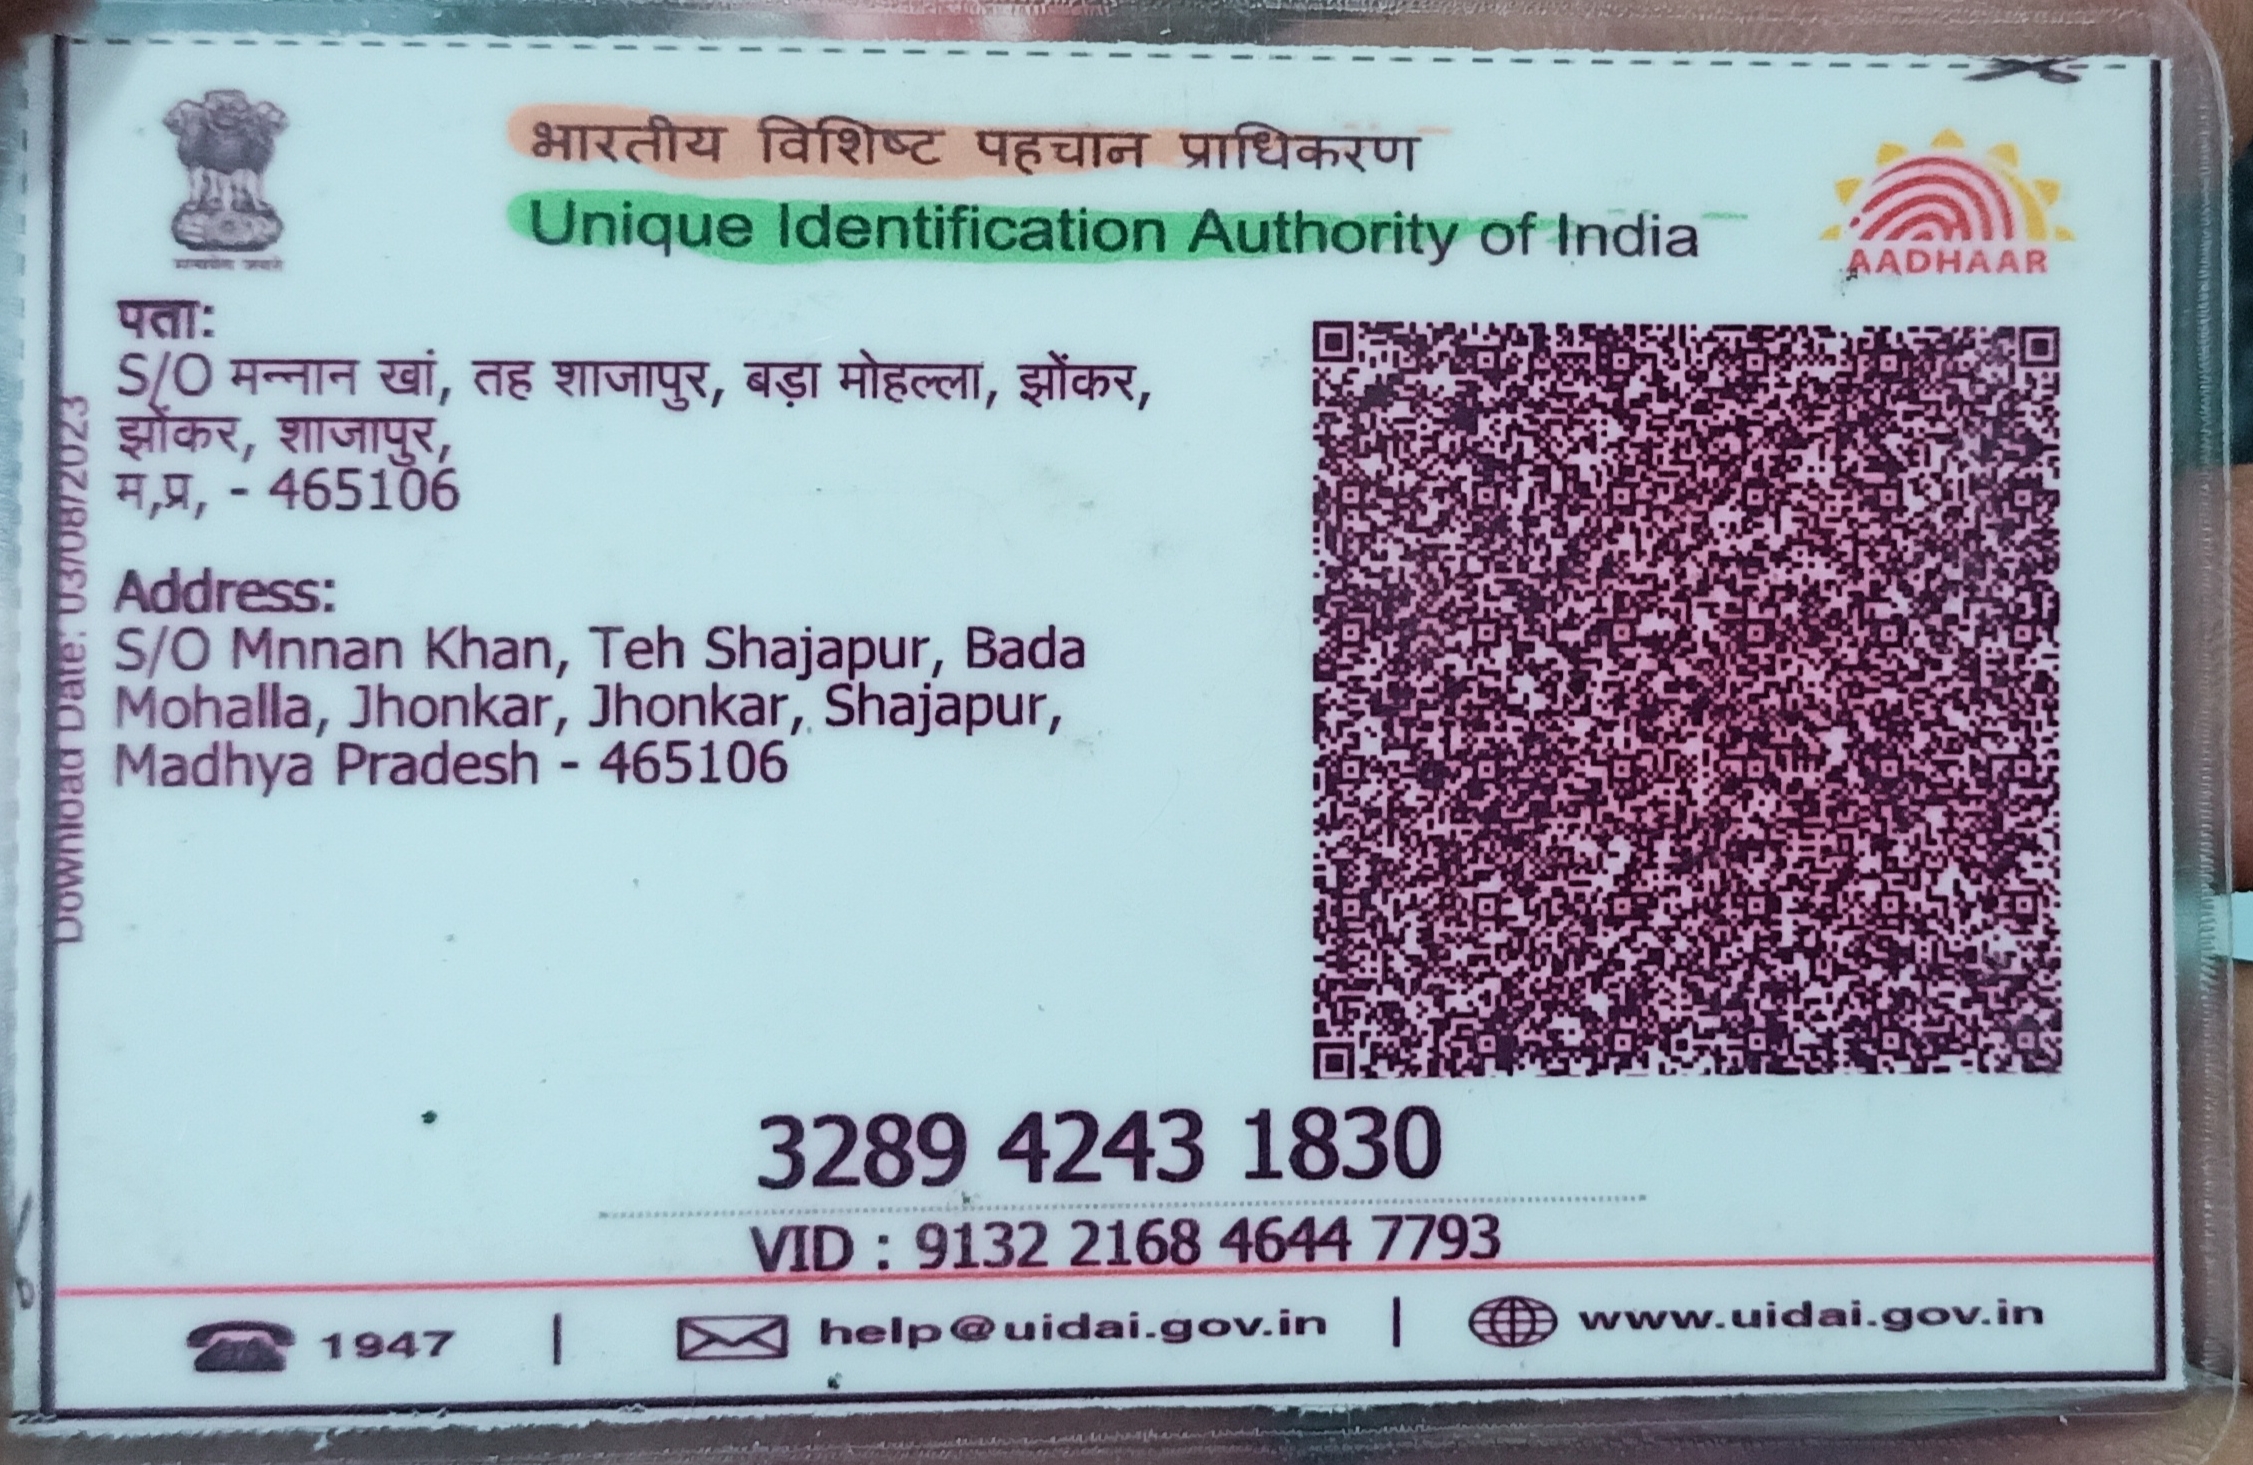 भारतीय विशिष्ट पहचान प्राधिकरण
Unique Identification Authority of India
AADHAAR
पता:
S/O मन्नान खां, तह शाजापुर, बड़ा मोहल्ला, झोंकर,
झोंकर, शाजापुर,
म,प्र, - 465106
Address:
S/O Mnnan Khan, Teh Shajapur, Bada
Mohalla, Jhonkar, Jhonkar, Shajapur,
Madhya Pradesh - 465106
Download Date: 03/08/2023
3289 4243 1830
VID : 9132 2168 4644 7793
1947 | help@uidai.gov.in | www.uidai.gov.in